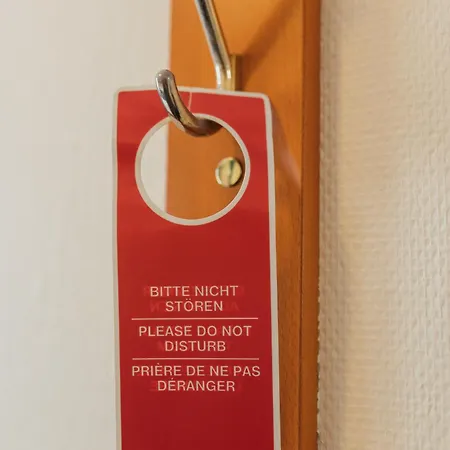 BITTE NICHT
STÖREN
PLEASE DO NOT
DISTURB
PRIÈRE DE NE PAS
DÉRANGER